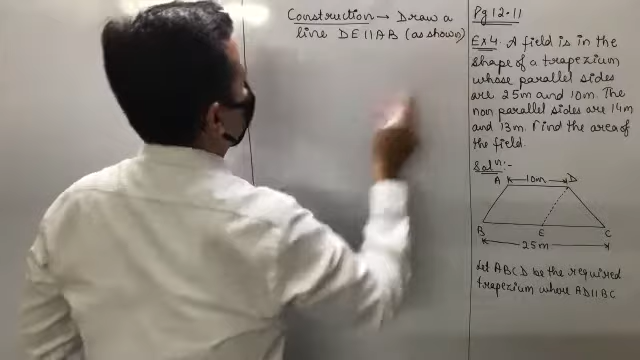 Construction → Draw a
line DE||AB (as shown)
Pg 12.11
Ex 4. A field is in the
shape of a trapezium
whose parallel sides
are 25m and 10m. The
non parallel sides are 14m
and 13m. Find the area of
the field.
Solⁿ:-
A 10m D
B E C
25m
Let ABCD be the required
trapezium where AD||BC